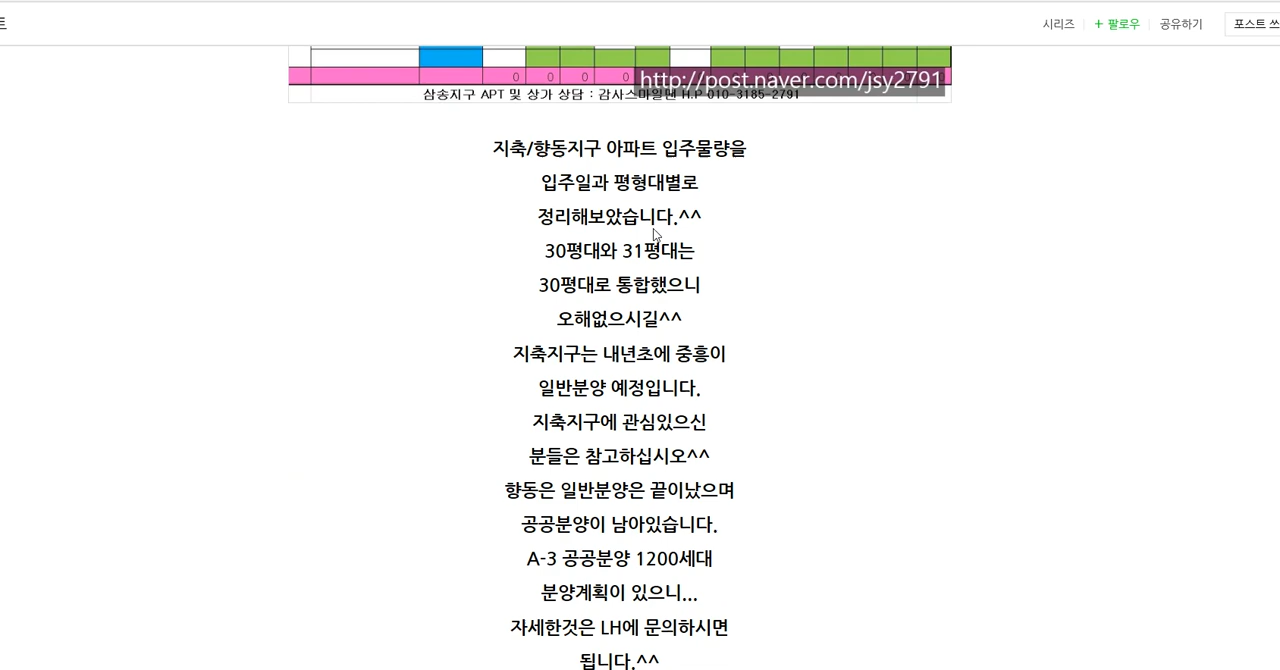 트
시리즈 + 팔로우 공유하기 포스트 쓰
0 0 0 0
http://post.naver.com/jsy2791
삼송지구 APT 및 상가 상담 : 감사스마일맨 H.P 010-3185-2791
지축/향동지구 아파트 입주물량을
입주일과 평형대별로
정리해보았습니다.^^
30평대와 31평대는
30평대로 통합했으니
오해없으시길^^
지축지구는 내년초에 중흥이
일반분양 예정입니다.
지축지구에 관심있으신
분들은 참고하십시오^^
향동은 일반분양은 끝이났으며
공공분양이 남아있습니다.
A-3 공공분양 1200세대
분양계획이 있으니...
자세한것은 LH에 문의하시면
됩니다.^^